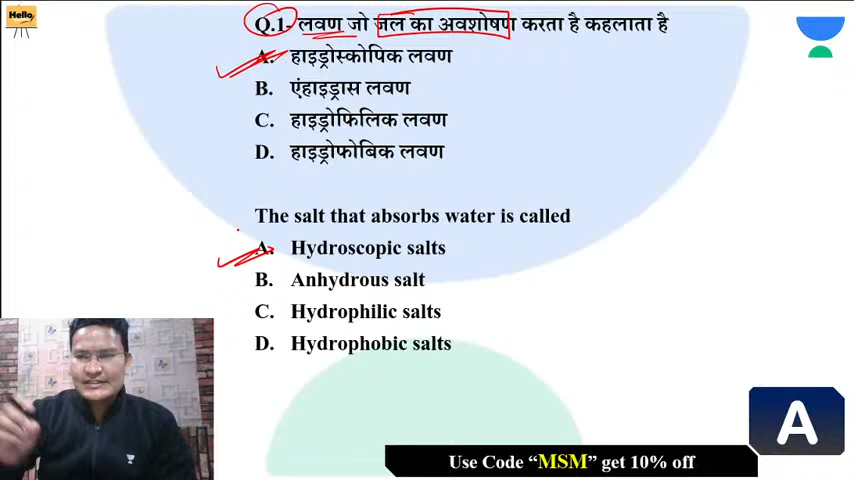 Hello
Q.1- लवण जो जल का अवशोषण करता है कहलाता है
A. हाइड्रोस्कोपिक लवण
B. एंहाइड्रास लवण
C. हाइड्रोफिलिक लवण
D. हाइड्रोफोबिक लवण
The salt that absorbs water is called
A. Hydroscopic salts
B. Anhydrous salt
C. Hydrophilic salts
D. Hydrophobic salts
A
Use Code “MSM” get 10% off